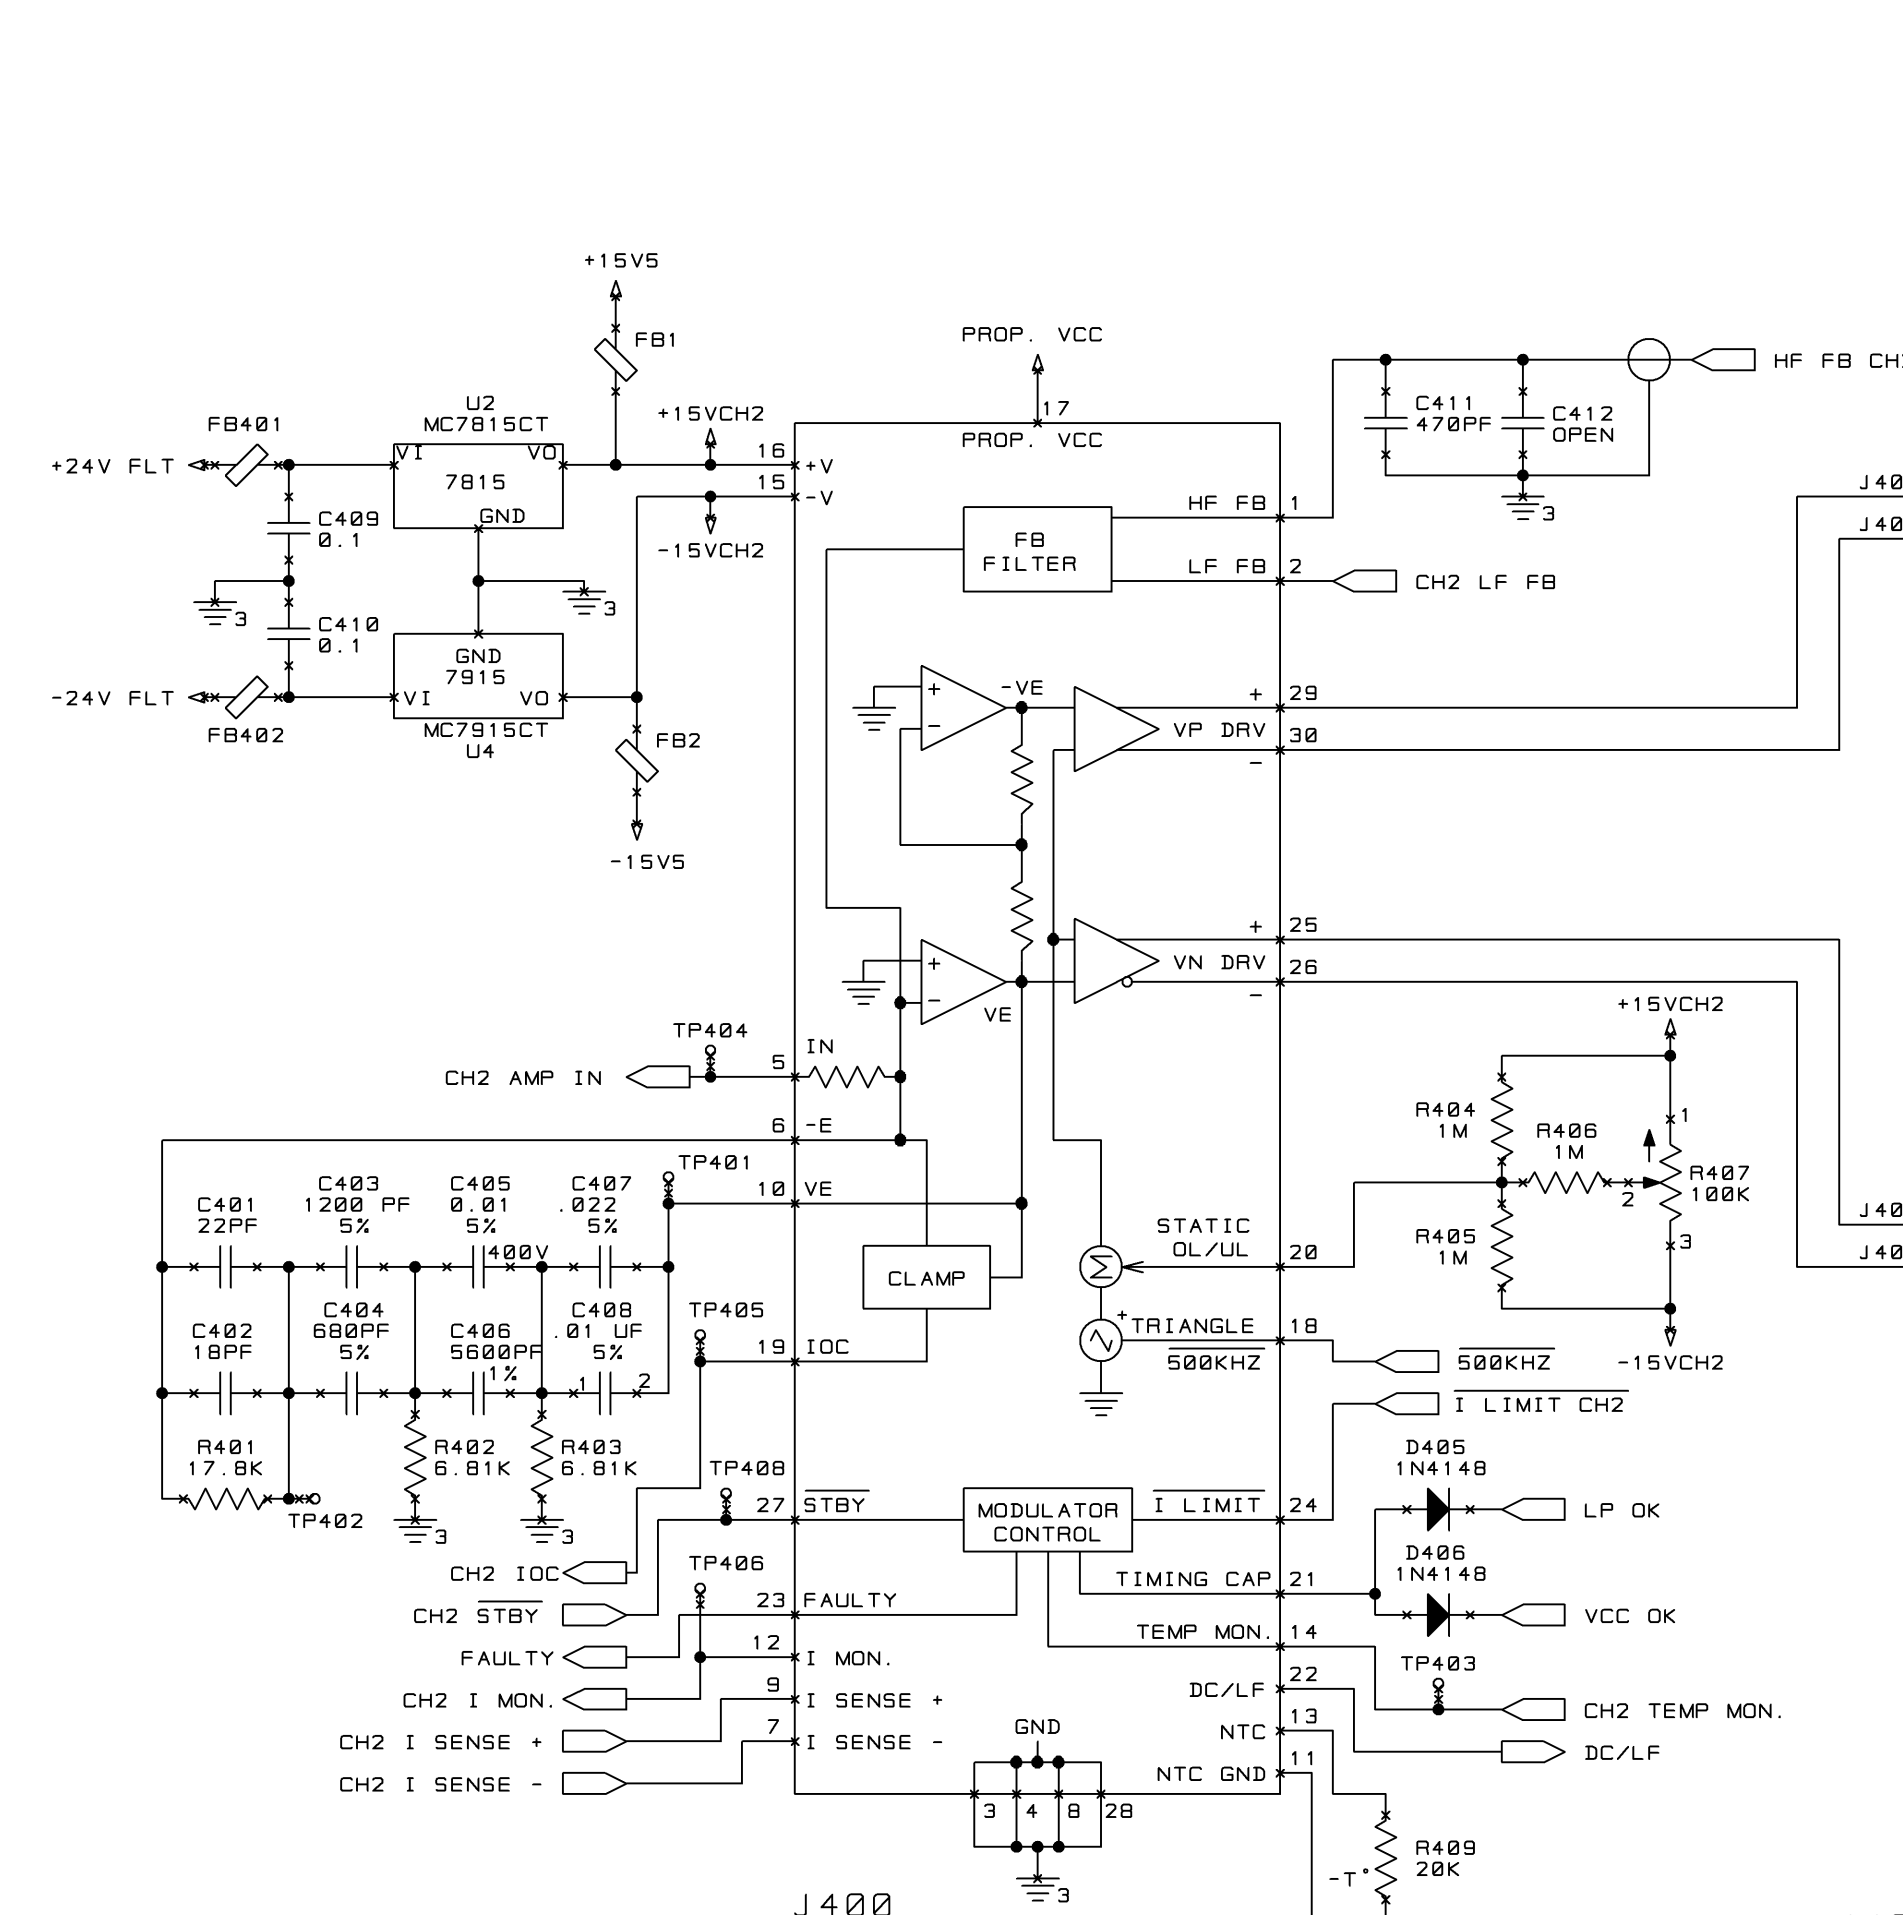 +15V5
FB1
PROP. VCC
17
PROP. VCC
U2
MC7815CT
FB401
+24V FLT
VI
VO
7815
GND
+15VCH2
16
+V
15
-V
-15VCH2
C409
0.1
3
3
C410
0.1
GND
7915
-24V FLT
VI
VO
MC7915CT
U4
FB402
FB2
-15V5
C411
470PF
C412
OPEN
3
HF FB CH
J40
J40
HF FB
1
FB
FILTER
LF FB
2
CH2 LF FB
+
-
-VE
+
29
VP DRV
30
-
+
-
VE
+
25
VN DRV
26
-
TP404
CH2 AMP IN
5
IN
6
-E
TP401
10
VE
C401
22PF
C403
1200 PF
5%
C405
0.01
5%
400V
C407
.022
5%
C402
18PF
C404
680PF
5%
C406
5600PF
1%
C408
.01 UF
5%
1
2
R401
17.8K
TP402
R402
6.81K
3
R403
6.81K
3
CLAMP
TP405
19
IOC
STATIC
OL/UL
20
Σ
+
TRIANGLE
18
500KHZ
500KHZ
+15VCH2
R404
1M
R406
1M
1
2
R407
100K
R405
1M
3
-15VCH2
J40
J40
I LIMIT CH2
TP408
27
STBY
MODULATOR
CONTROL
I LIMIT
24
D405
1N4148
LP OK
D406
1N4148
VCC OK
TIMING CAP
21
CH2 IOC
TP406
CH2 STBY
23
FAULTY
FAULTY
12
I MON.
CH2 I MON.
9
I SENSE +
CH2 I SENSE +
7
I SENSE -
CH2 I SENSE -
TEMP MON.
14
TP403
CH2 TEMP MON.
DC/LF
22
DC/LF
NTC
13
NTC GND
11
GND
3
4
8
28
3
R409
20K
-T°
J400